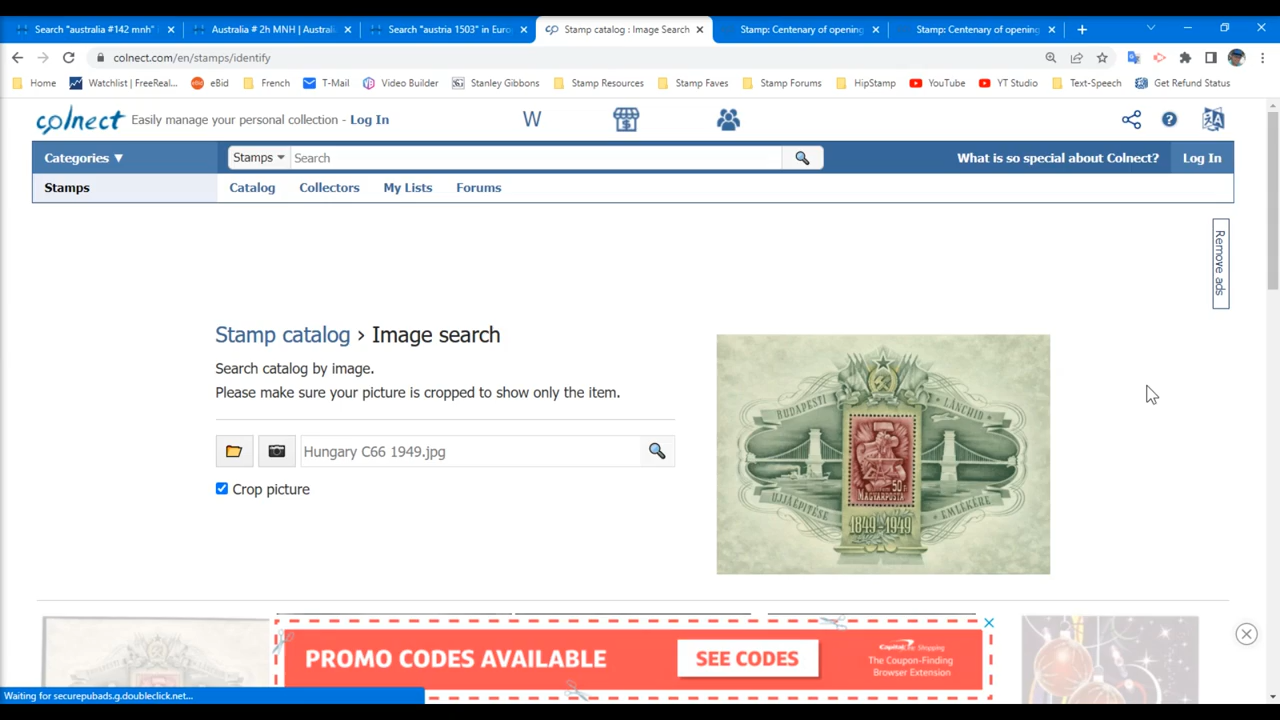 Search "australia #142 mnh"
Australia # 2h MNH | Australi
Search "austria 1503" in Euro
Stamp catalog : Image Search
Stamp: Centenary of opening
Stamp: Centenary of opening
colnect.com/en/stamps/identify
Home
Watchlist | FreeReal...
eBid
French
T-Mail
Video Builder
Stanley Gibbons
Stamp Resources
Stamp Faves
Stamp Forums
HipStamp
YouTube
YT Studio
Text-Speech
Get Refund Status
colnect
Easily manage your personal collection - Log In
W
Categories ▼
Stamps
Search
What is so special about Colnect?
Log In
Stamps
Catalog
Collectors
My Lists
Forums
Remove ads
Stamp catalog › Image search
Search catalog by image.
Please make sure your picture is cropped to show only the item.
Hungary C66 1949.jpg
Crop picture
BUDAPESTI
LÁNCHID
50 f.
MAGYAR POSTA
UJJÁÉPITÉSE
EMLÉKÉRE
1849-1949
PROMO CODES AVAILABLE
SEE CODES
Capital One Shopping
The Coupon-Finding
Browser Extension
Waiting for securepubads.g.doubleclick.net...